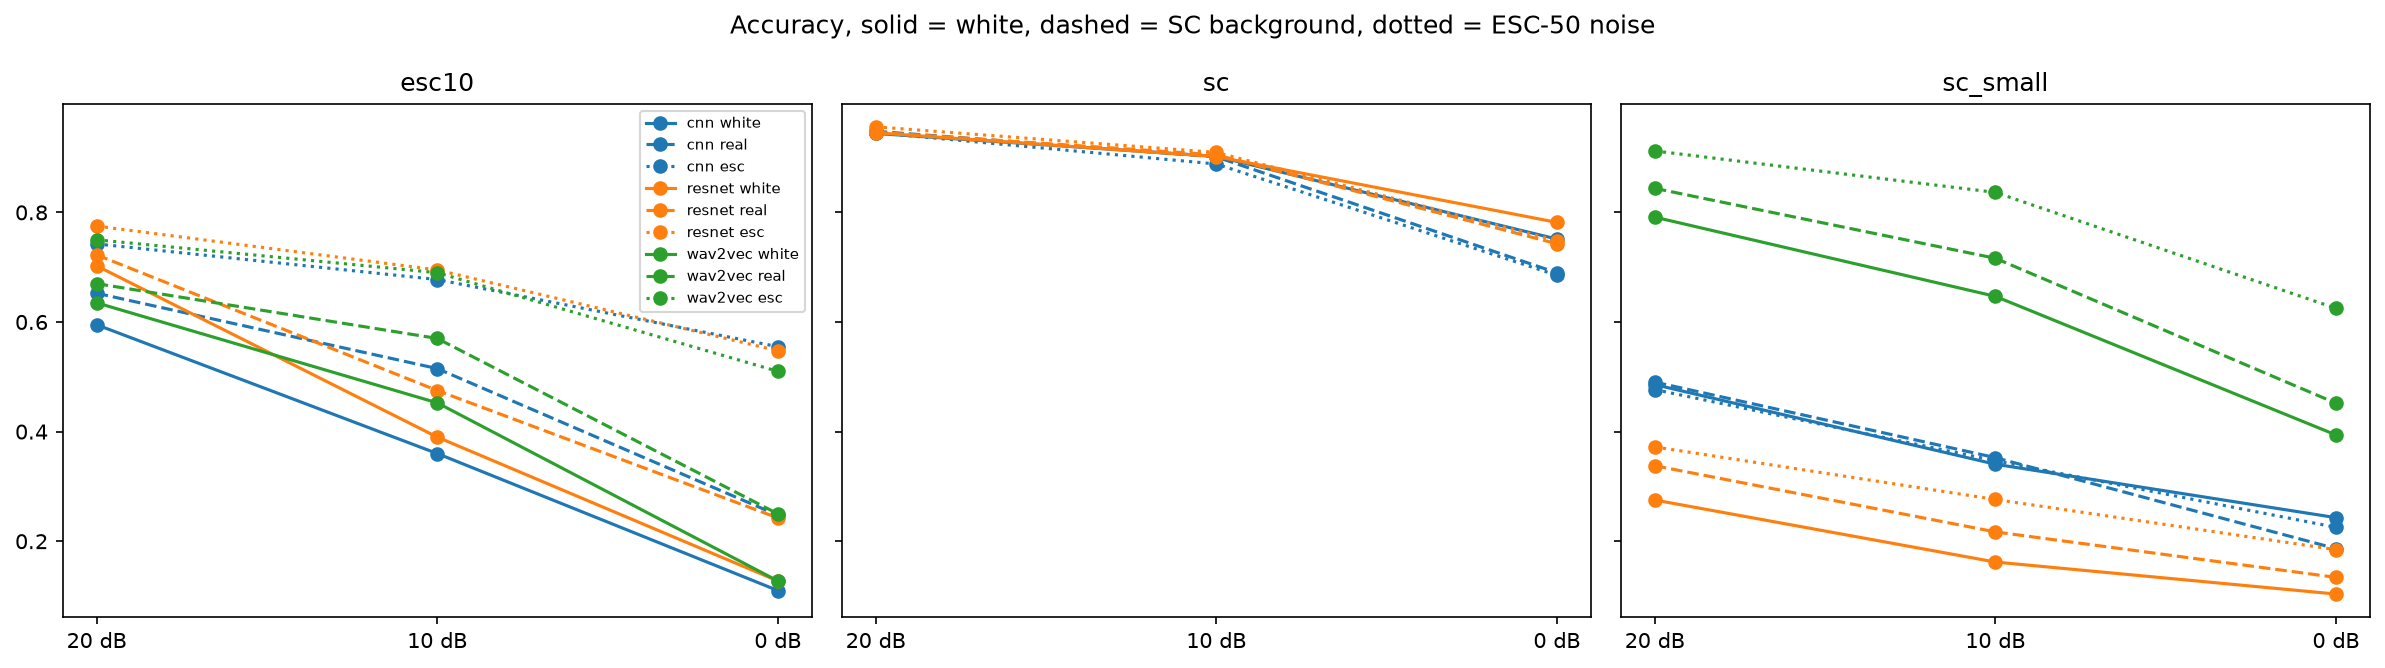 Accuracy, solid = white, dashed = SC background, dotted = ESC-50 noise
esc10
sc
sc_small
cnn white
cnn real
cnn esc
resnet white
resnet real
resnet esc
wav2vec white
wav2vec real
wav2vec esc
0.8
0.6
0.4
0.2
20 dB
10 dB
0 dB
20 dB
10 dB
0 dB
20 dB
10 dB
0 dB